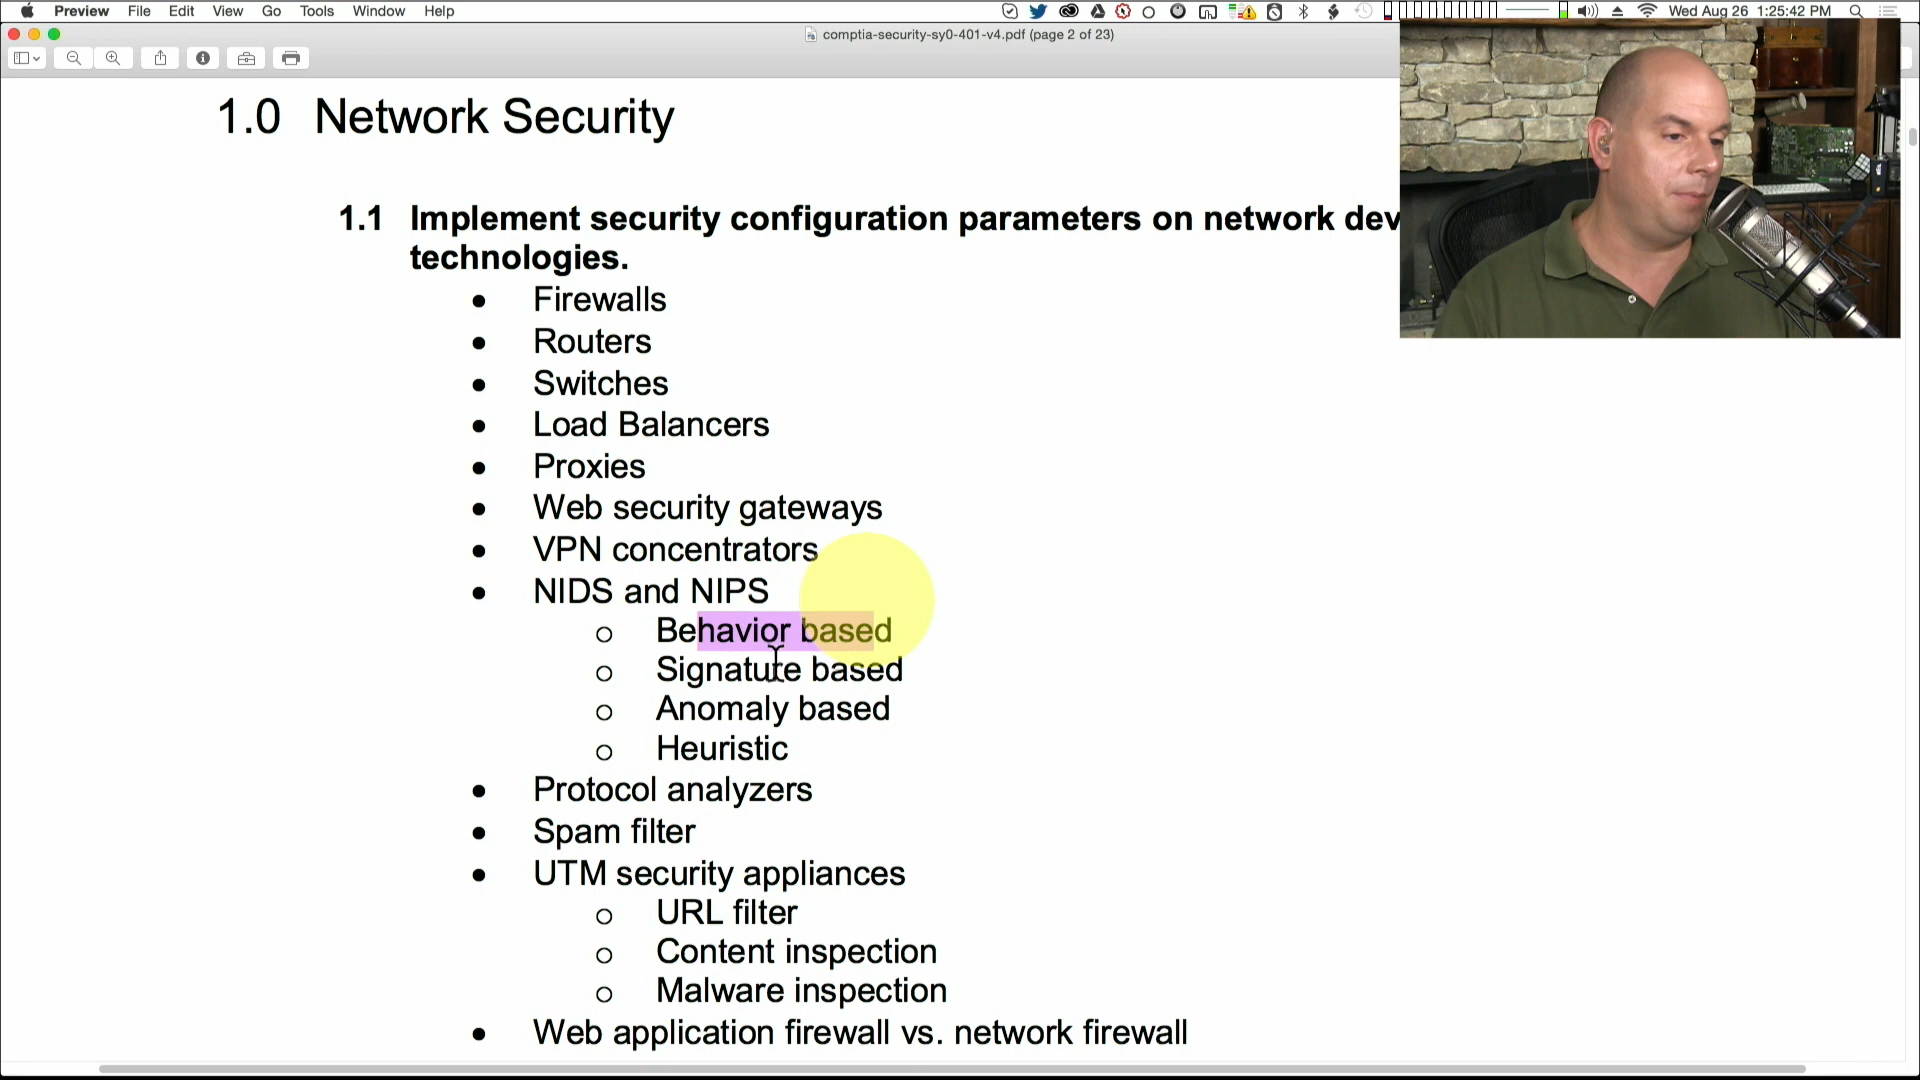 Preview File Edit View Go Tools Window Help Wed Aug 26 1:25:42 PM
comptia-security-sy0-401-v4.pdf (page 2 of 23)
1.0 Network Security
1.1 Implement security configuration parameters on network dev
technologies.
• Firewalls
• Routers
• Switches
• Load Balancers
• Proxies
• Web security gateways
• VPN concentrators
• NIDS and NIPS
o Behavior based
o Signature based
o Anomaly based
o Heuristic
• Protocol analyzers
• Spam filter
• UTM security appliances
o URL filter
o Content inspection
o Malware inspection
• Web application firewall vs. network firewall